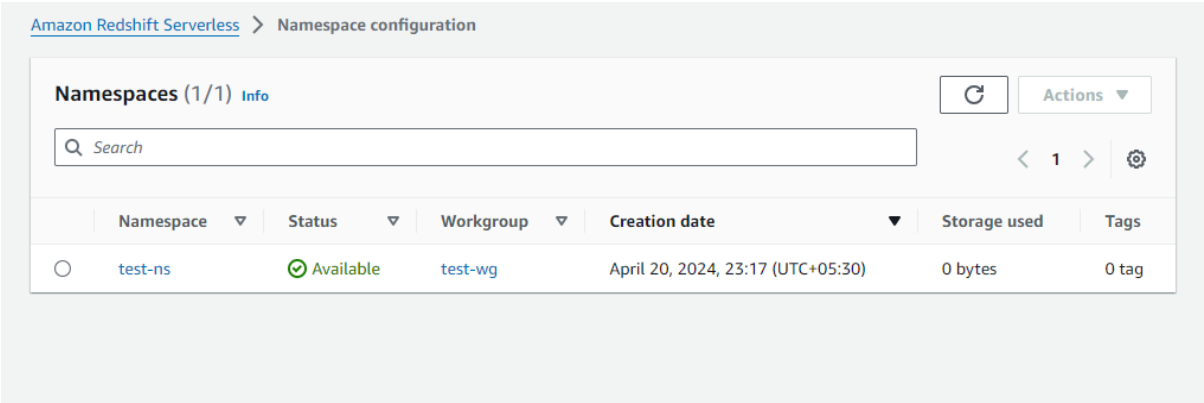 Amazon Redshift Serverless > Namespace configuration
Namespaces (1/1) Info
Actions
Search
1
Namespace Status Workgroup Creation date Storage used Tags
test-ns Available test-wg April 20, 2024, 23:17 (UTC+05:30) 0 bytes 0 tag